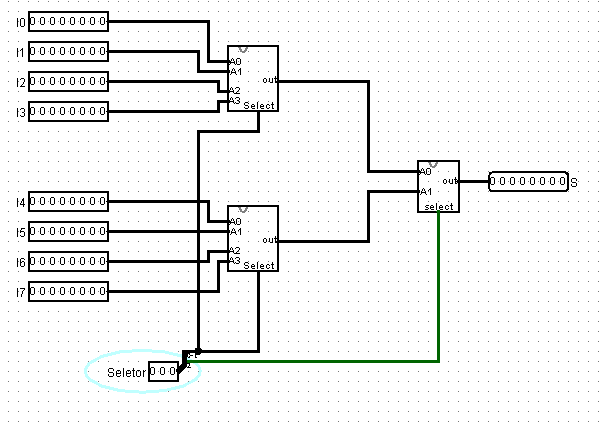 I0 0 0 0 0 0 0 0 0
I1 0 0 0 0 0 0 0 0
I2 0 0 0 0 0 0 0 0
I3 0 0 0 0 0 0 0 0
A0
A1
A2
A3
out
Select
I4 0 0 0 0 0 0 0 0
I5 0 0 0 0 0 0 0 0
I6 0 0 0 0 0 0 0 0
I7 0 0 0 0 0 0 0 0
A0
A1
A2
A3
out
Select
A0
A1
out
select
0 0 0 0 0 0 0 0 S
Seletor 0 0 0